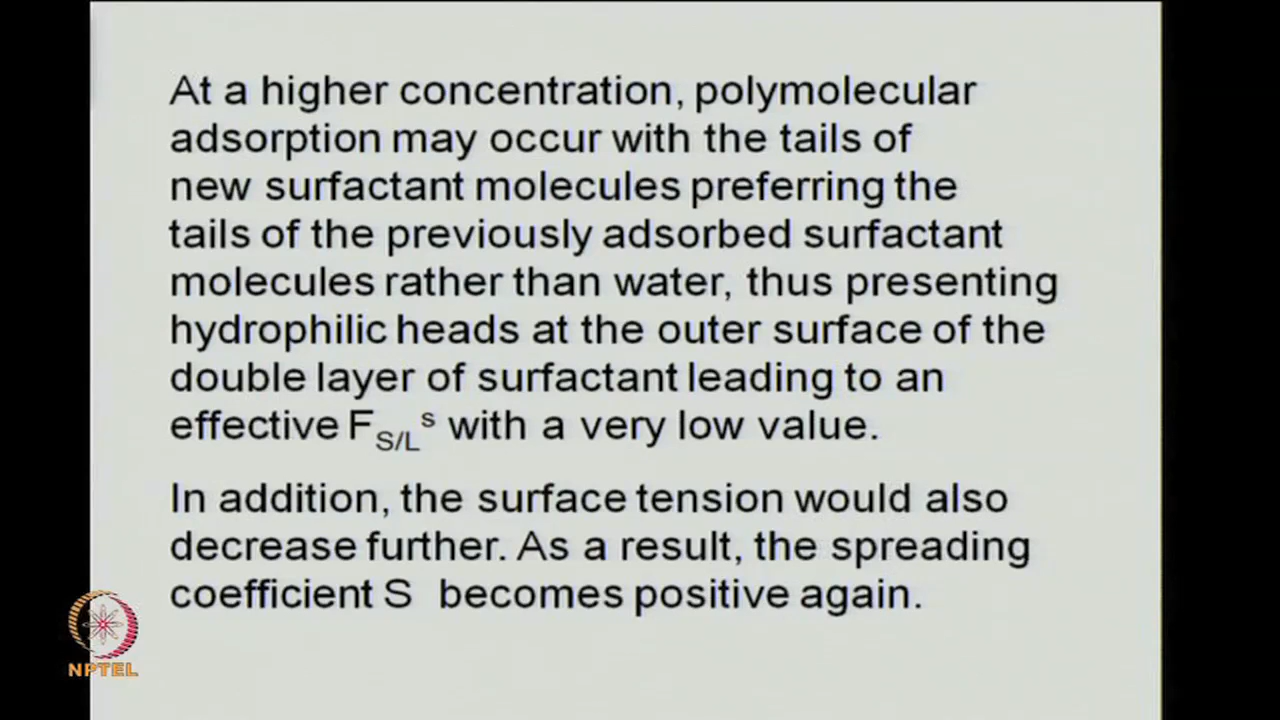 At a higher concentration, polymolecular
adsorption may occur with the tails of
new surfactant molecules preferring the
tails of the previously adsorbed surfactant
molecules rather than water, thus presenting
hydrophilic heads at the outer surface of the
double layer of surfactant leading to an
effective F_{S/L}^s with a very low value.
In addition, the surface tension would also
decrease further. As a result, the spreading
coefficient S becomes positive again.
NPTEL